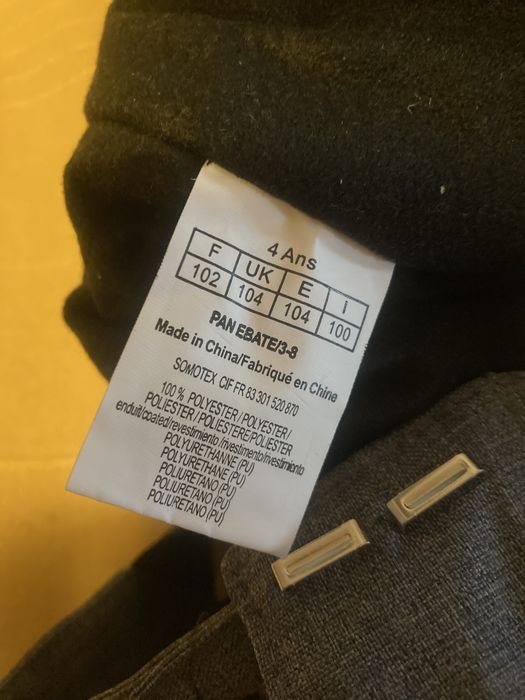 4 Ans
F UK E I
102 104 104 100
PAN EBATE/3-8
Made in China/Fabriqué en Chine
SOMOTEX CIF FR 83 301 520 870
100 % POLYESTER / POLYESTER /
POLIESTER / POLIESTERE/POLIESTER
enduit/coated/revestimiento/rivestimento/rivestimiento
POLYURETHANNE (PU)
POLYURETHANE (PU)
POLIURETANO (PU)
POLIURETANO (PU)
POLIURETANO (PU)